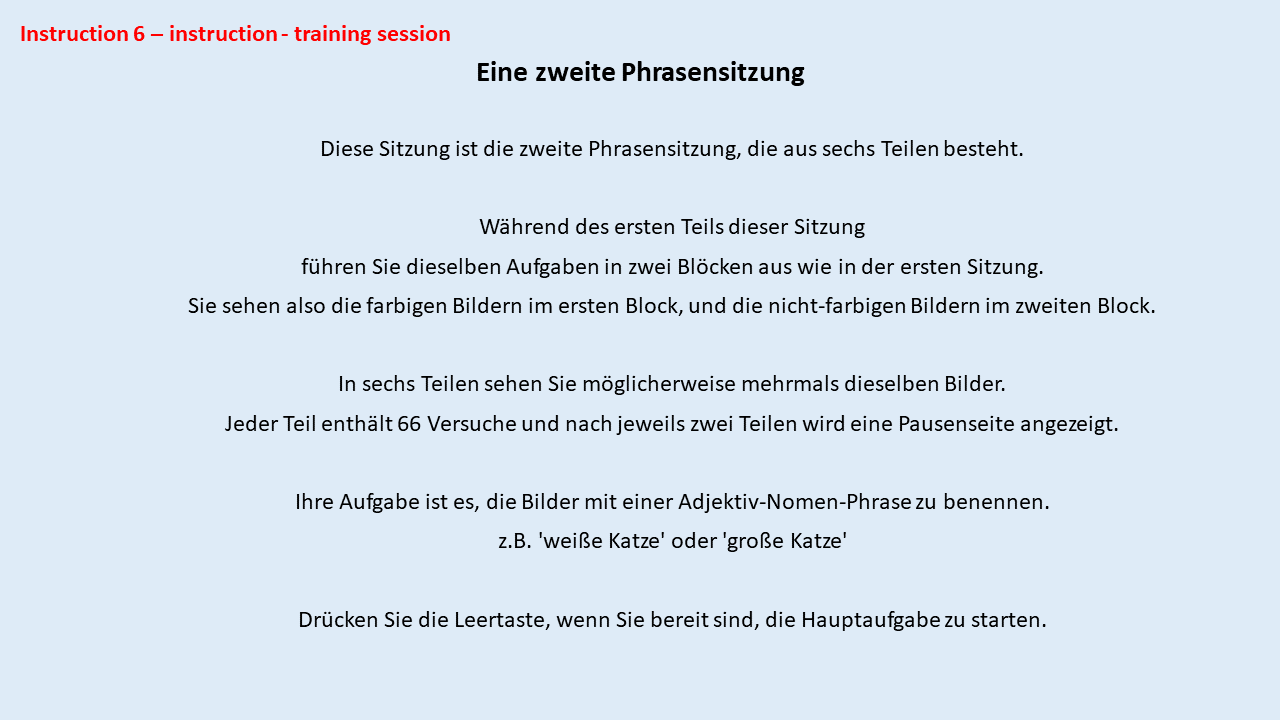 Instruction 6 – instruction - training session
Eine zweite Phrasensitzung
Diese Sitzung ist die zweite Phrasensitzung, die aus sechs Teilen besteht.
Während des ersten Teils dieser Sitzung
führen Sie dieselben Aufgaben in zwei Blöcken aus wie in der ersten Sitzung.
Sie sehen also die farbigen Bildern im ersten Block, und die nicht-farbigen Bildern im zweiten Block.
In sechs Teilen sehen Sie möglicherweise mehrmals dieselben Bilder.
Jeder Teil enthält 66 Versuche und nach jeweils zwei Teilen wird eine Pausenseite angezeigt.
Ihre Aufgabe ist es, die Bilder mit einer Adjektiv-Nomen-Phrase zu benennen.
z.B. 'weiße Katze' oder 'große Katze'
Drücken Sie die Leertaste, wenn Sie bereit sind, die Hauptaufgabe zu starten.